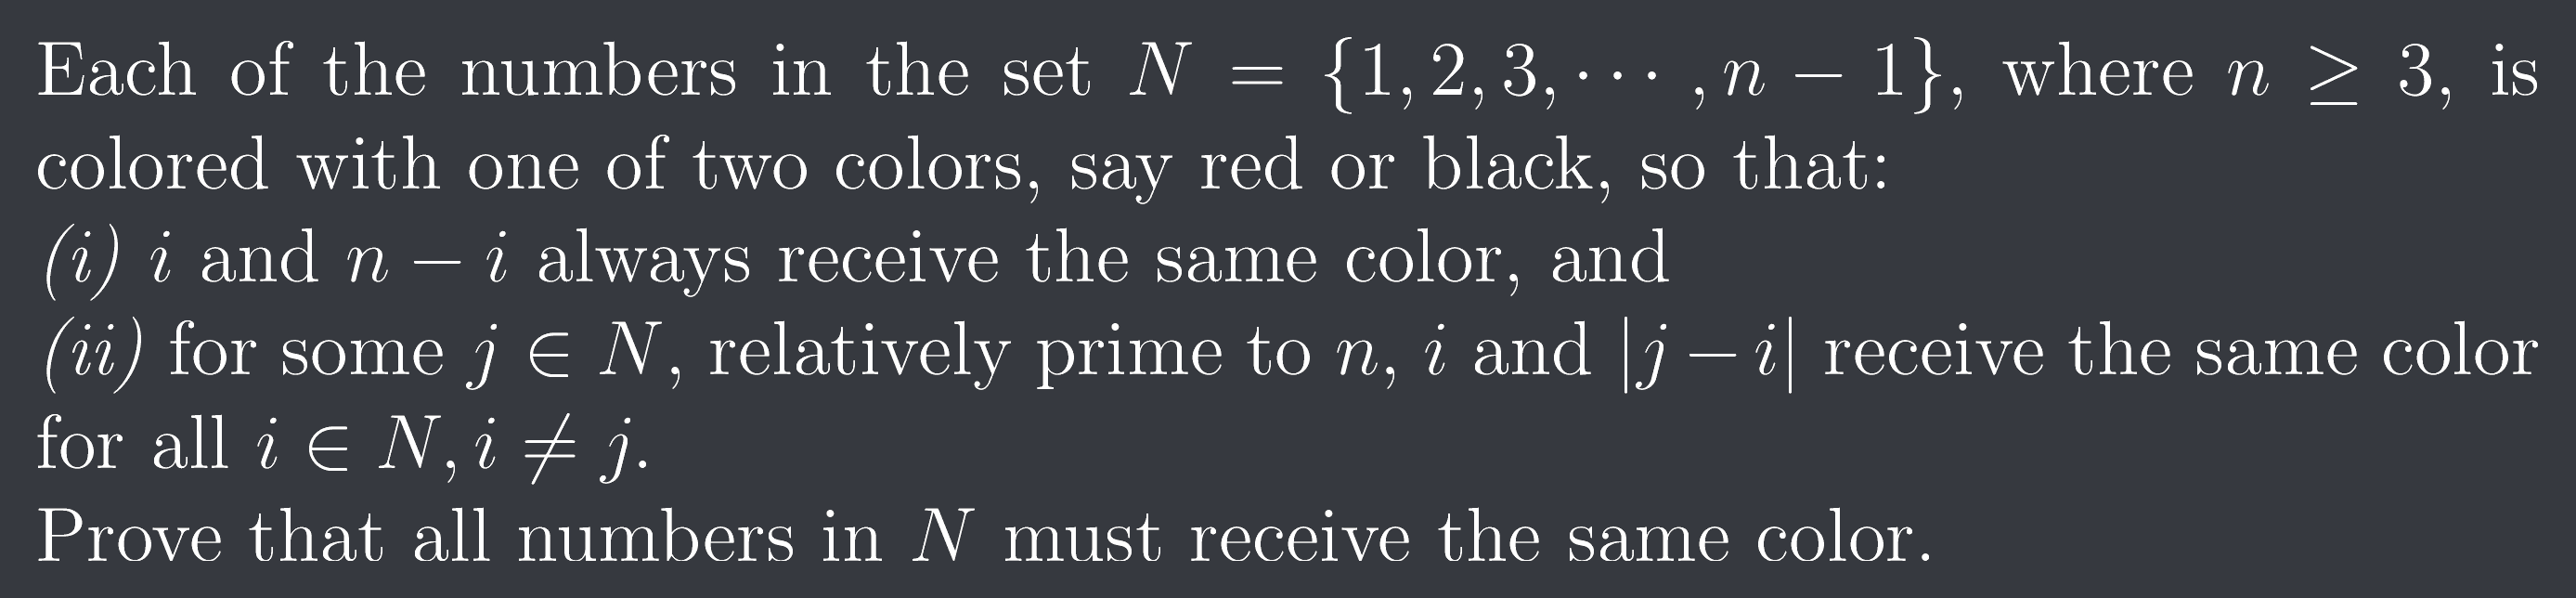 Each of the numbers in the set $N = \{1, 2, 3, \cdots, n-1\}$, where $n \geq 3$, is
colored with one of two colors, say red or black, so that:
(i) $i$ and $n - i$ always receive the same color, and
(ii) for some $j \in N$, relatively prime to $n$, $i$ and $|j - i|$ receive the same color
for all $i \in N, i \neq j$.
Prove that all numbers in $N$ must receive the same color.